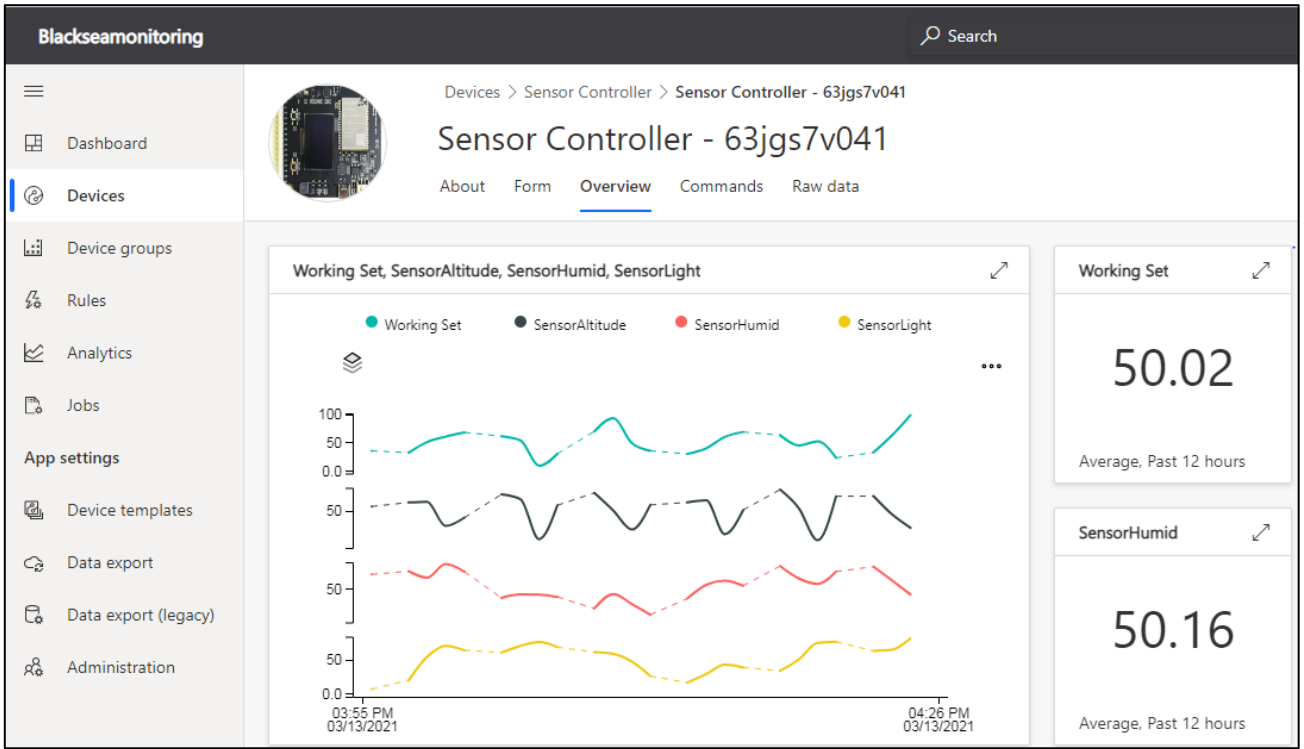 Blackseamonitoring
Search
Dashboard
Devices
Device groups
Rules
Analytics
Jobs
App settings
Device templates
Data export
Data export (legacy)
Administration
Devices > Sensor Controller > Sensor Controller - 63jgs7v041
Sensor Controller - 63jgs7v041
About Form Overview Commands Raw data
Working Set, SensorAltitude, SensorHumid, SensorLight
Working Set SensorAltitude SensorHumid SensorLight
100
50
0.0
50
50
50
0.0
03:55 PM
03/13/2021
04:26 PM
03/13/2021
Working Set
50.02
Average, Past 12 hours
SensorHumid
50.16
Average, Past 12 hours